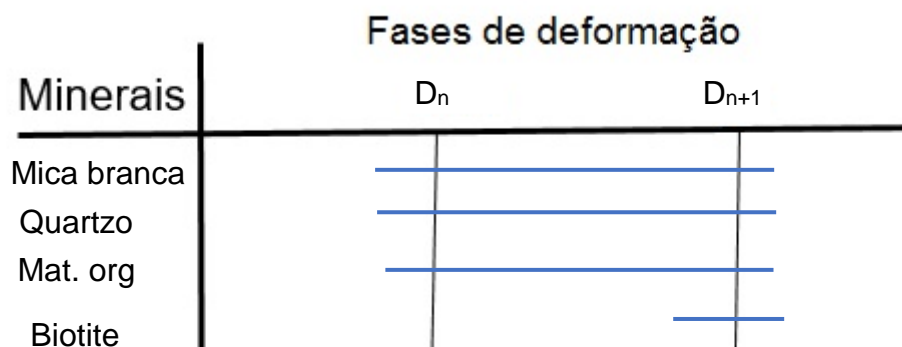 Fases de deformação
Minerais Dn Dn+1
Mica branca
Quartzo
Mat. org
Biotite